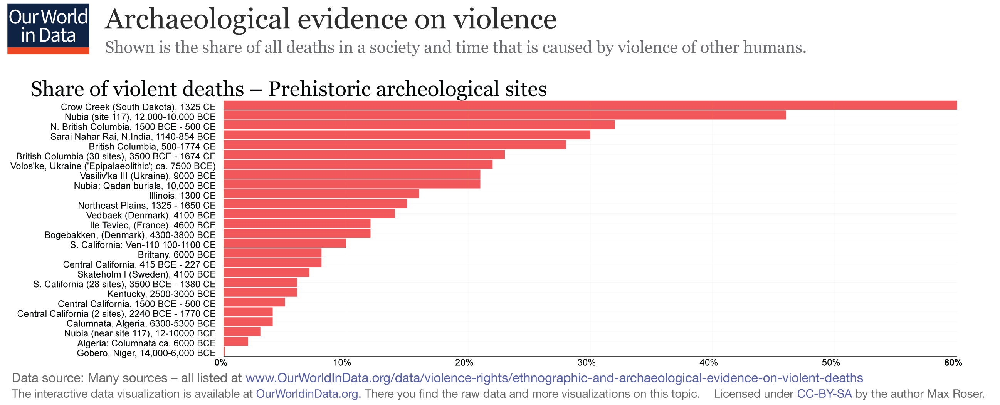 Our World
in Data
Archaeological evidence on violence
Shown is the share of all deaths in a society and time that is caused by violence of other humans.
Share of violent deaths – Prehistoric archeological sites
Crow Creek (South Dakota), 1325 CE
Nubia (site 117), 12.000-10.000 BCE
N. British Columbia, 1500 BCE - 500 CE
Sarai Nahar Rai, N.India, 1140-854 BCE
British Columbia, 500-1774 CE
British Columbia (30 sites), 3500 BCE - 1674 CE
Volos'ke, Ukraine ('Epipalaeolithic'; ca. 7500 BCE)
Vasiliv'ka III (Ukraine), 9000 BCE
Nubia: Qadan burials, 10,000 BCE
Illinois, 1300 CE
Northeast Plains, 1325 - 1650 CE
Vedbaek (Denmark), 4100 BCE
Ile Teviec, (France), 4600 BCE
Bogebakken, (Denmark), 4300-3800 BCE
S. California: Ven-110 100-1100 CE
Brittany, 6000 BCE
Central California, 415 BCE - 227 CE
Skateholm I (Sweden), 4100 BCE
S. California (28 sites), 3500 BCE - 1380 CE
Kentucky, 2500-3000 BCE
Central California, 1500 BCE - 500 CE
Central California (2 sites), 2240 BCE - 1770 CE
Calumnata, Algeria, 6300-5300 BCE
Nubia (near site 117), 12-10000 BCE
Algeria: Columnata ca. 6000 BCE
Gobero, Niger, 14,000-6,000 BCE
0% 10% 20% 30% 40% 50% 60%
Data source: Many sources – all listed at www.OurWorldInData.org/data/violence-rights/ethnographic-and-archaeological-evidence-on-violent-deaths
The interactive data visualization is available at OurWorldinData.org. There you find the raw data and more visualizations on this topic. Licensed under CC-BY-SA by the author Max Roser.